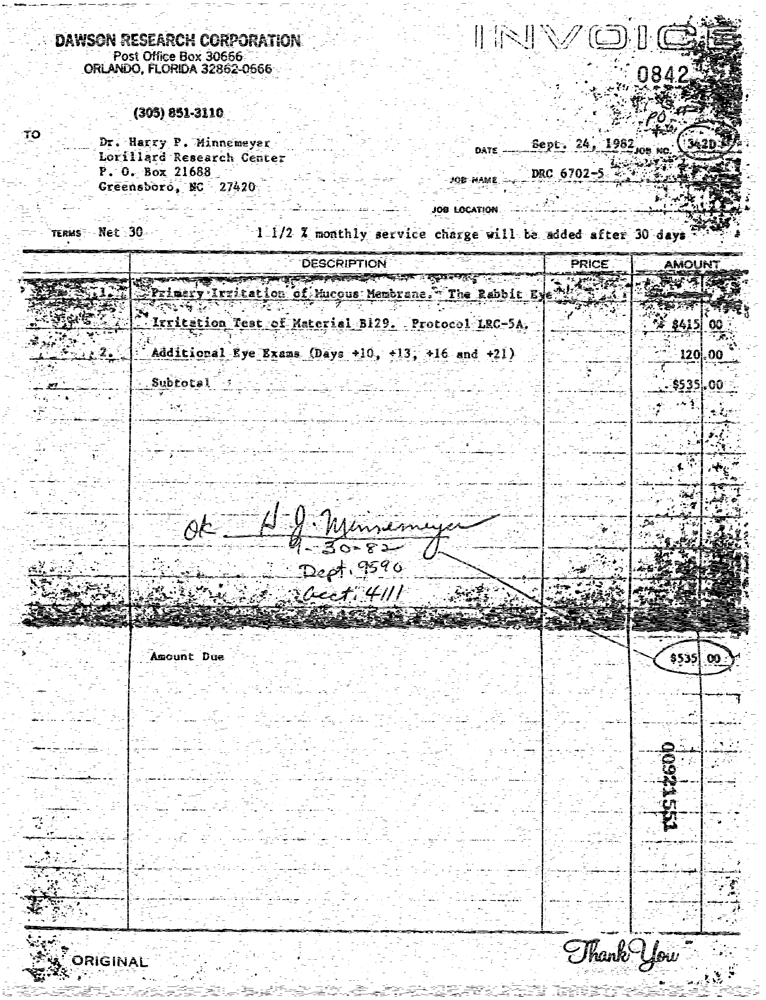 DAWSON RESEARCH CORPORATION
Post Office Box 30666
ORLANDO, FLORIDA 32862-0666
(305) 851-3110
INVOICE
0842
PO #
TO
Dr. Harry P. Minnemeyer
Lorillard Research Center
P. O. Box 21688
Greensboro, NC 27420
DATE Sept. 24, 1982 JOB NO. 342D
JOB NAME DRC 6702-5
JOB LOCATION
TERMS Net 30 1 1/2 % monthly service charge will be added after 30 days
DESCRIPTION PRICE AMOUNT
1. Primary Irritation of Mucous Membrane. - The Rabbit Eye
Irritation Test of Material B129. Protocol LRC-5A. $415 00
2. Additional Eye Exams (Days +10, +13, +16 and +21) 120.00
Subtotal $535.00
OK H J. Minnemeyer
9-30-82
Dept. 9590
Acct. 4111
Amount Due $535 00
00921551
ORIGINAL
Thank You